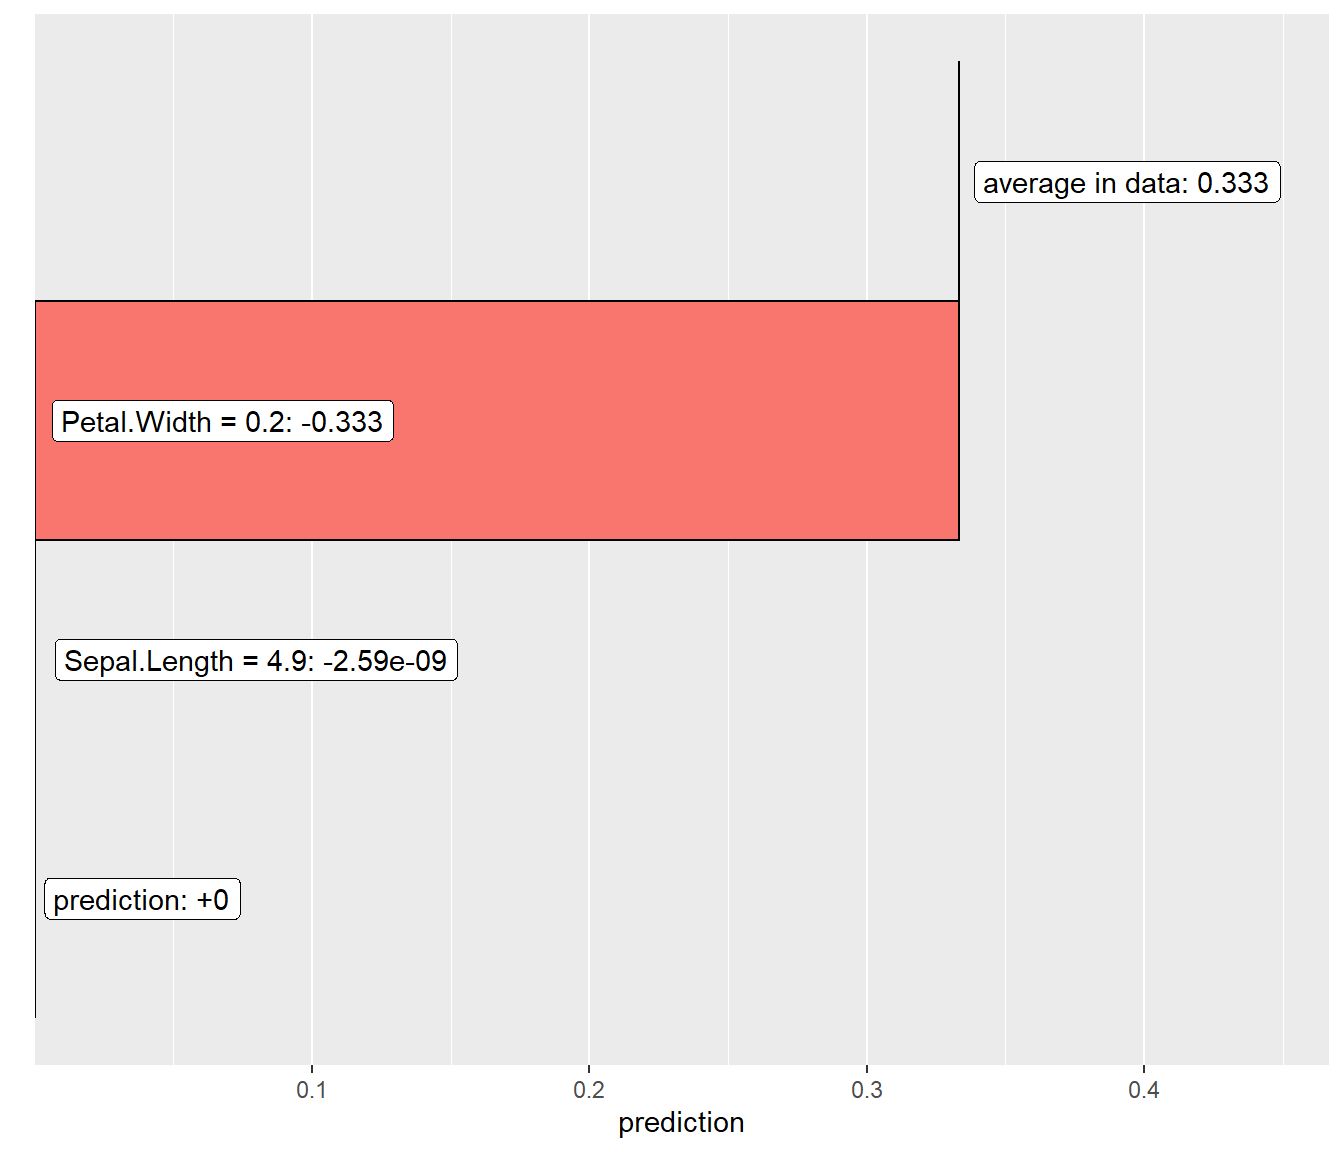 average in data: 0.333
Petal.Width = 0.2: -0.333
Sepal.Length = 4.9: -2.59e-09
prediction: +0
0.1 0.2 0.3 0.4
prediction